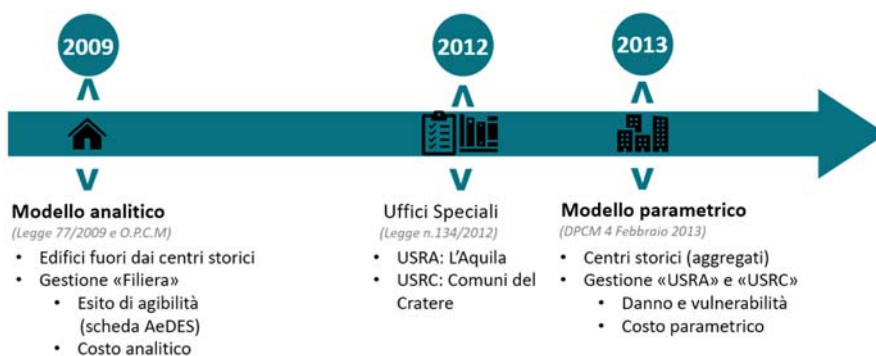 2009
2012
2013
Modello analitico
(Legge 77/2009 e O.P.C.M)
• Edifici fuori dai centri storici
• Gestione «Filiera»
• Esito di agibilità
(scheda AeDES)
• Costo analitico
Uffici Speciali
(Legge n.134/2012)
• USRA: L'Aquila
• USRC: Comuni del
Cratere
Modello parametrico
(DPCM 4 Febbraio 2013)
• Centri storici (aggregati)
• Gestione «USRA» e «USRC»
• Danno e vulnerabilità
• Costo parametrico